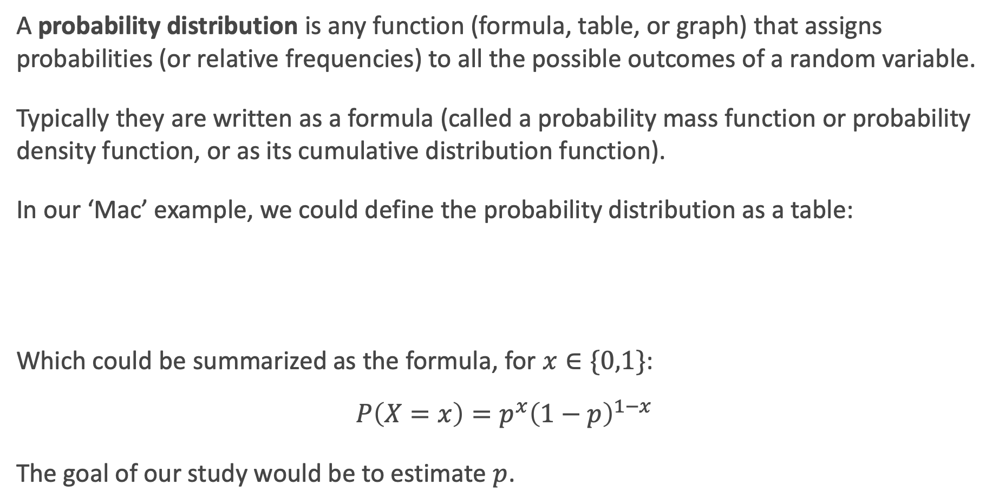 A probability distribution is any function (formula, table, or graph) that assigns
probabilities (or relative frequencies) to all the possible outcomes of a random variable.
Typically they are written as a formula (called a probability mass function or probability
density function, or as its cumulative distribution function).
In our ‘Mac’ example, we could define the probability distribution as a table:
Which could be summarized as the formula, for x ∈ {0,1}:
P(X = x) = pˣ(1 − p)¹⁻ˣ
The goal of our study would be to estimate p.